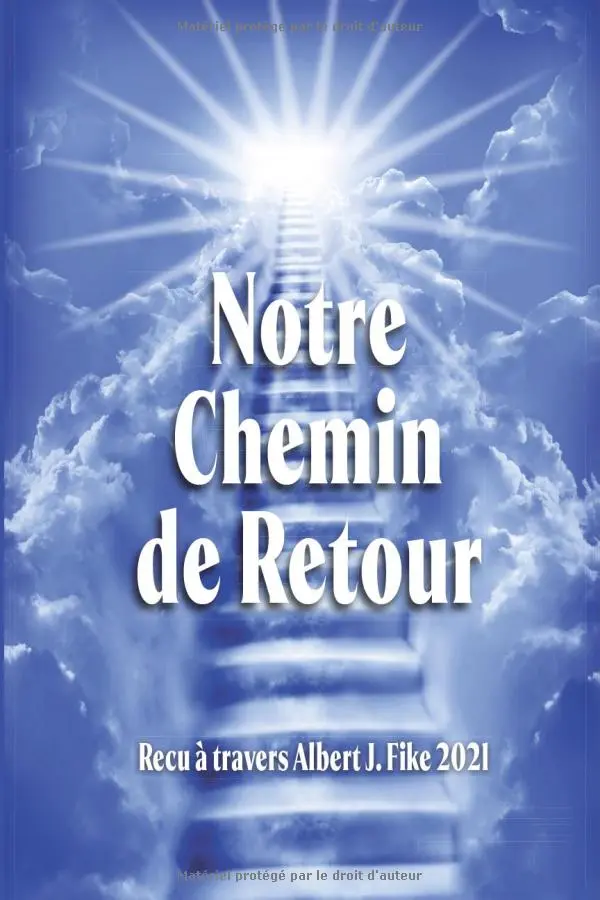 Matériel protégé par le droit d'auteur
Notre
Chemin
de Retour
Recu à travers Albert J. Fike 2021
Matériel protégé par le droit d'auteur